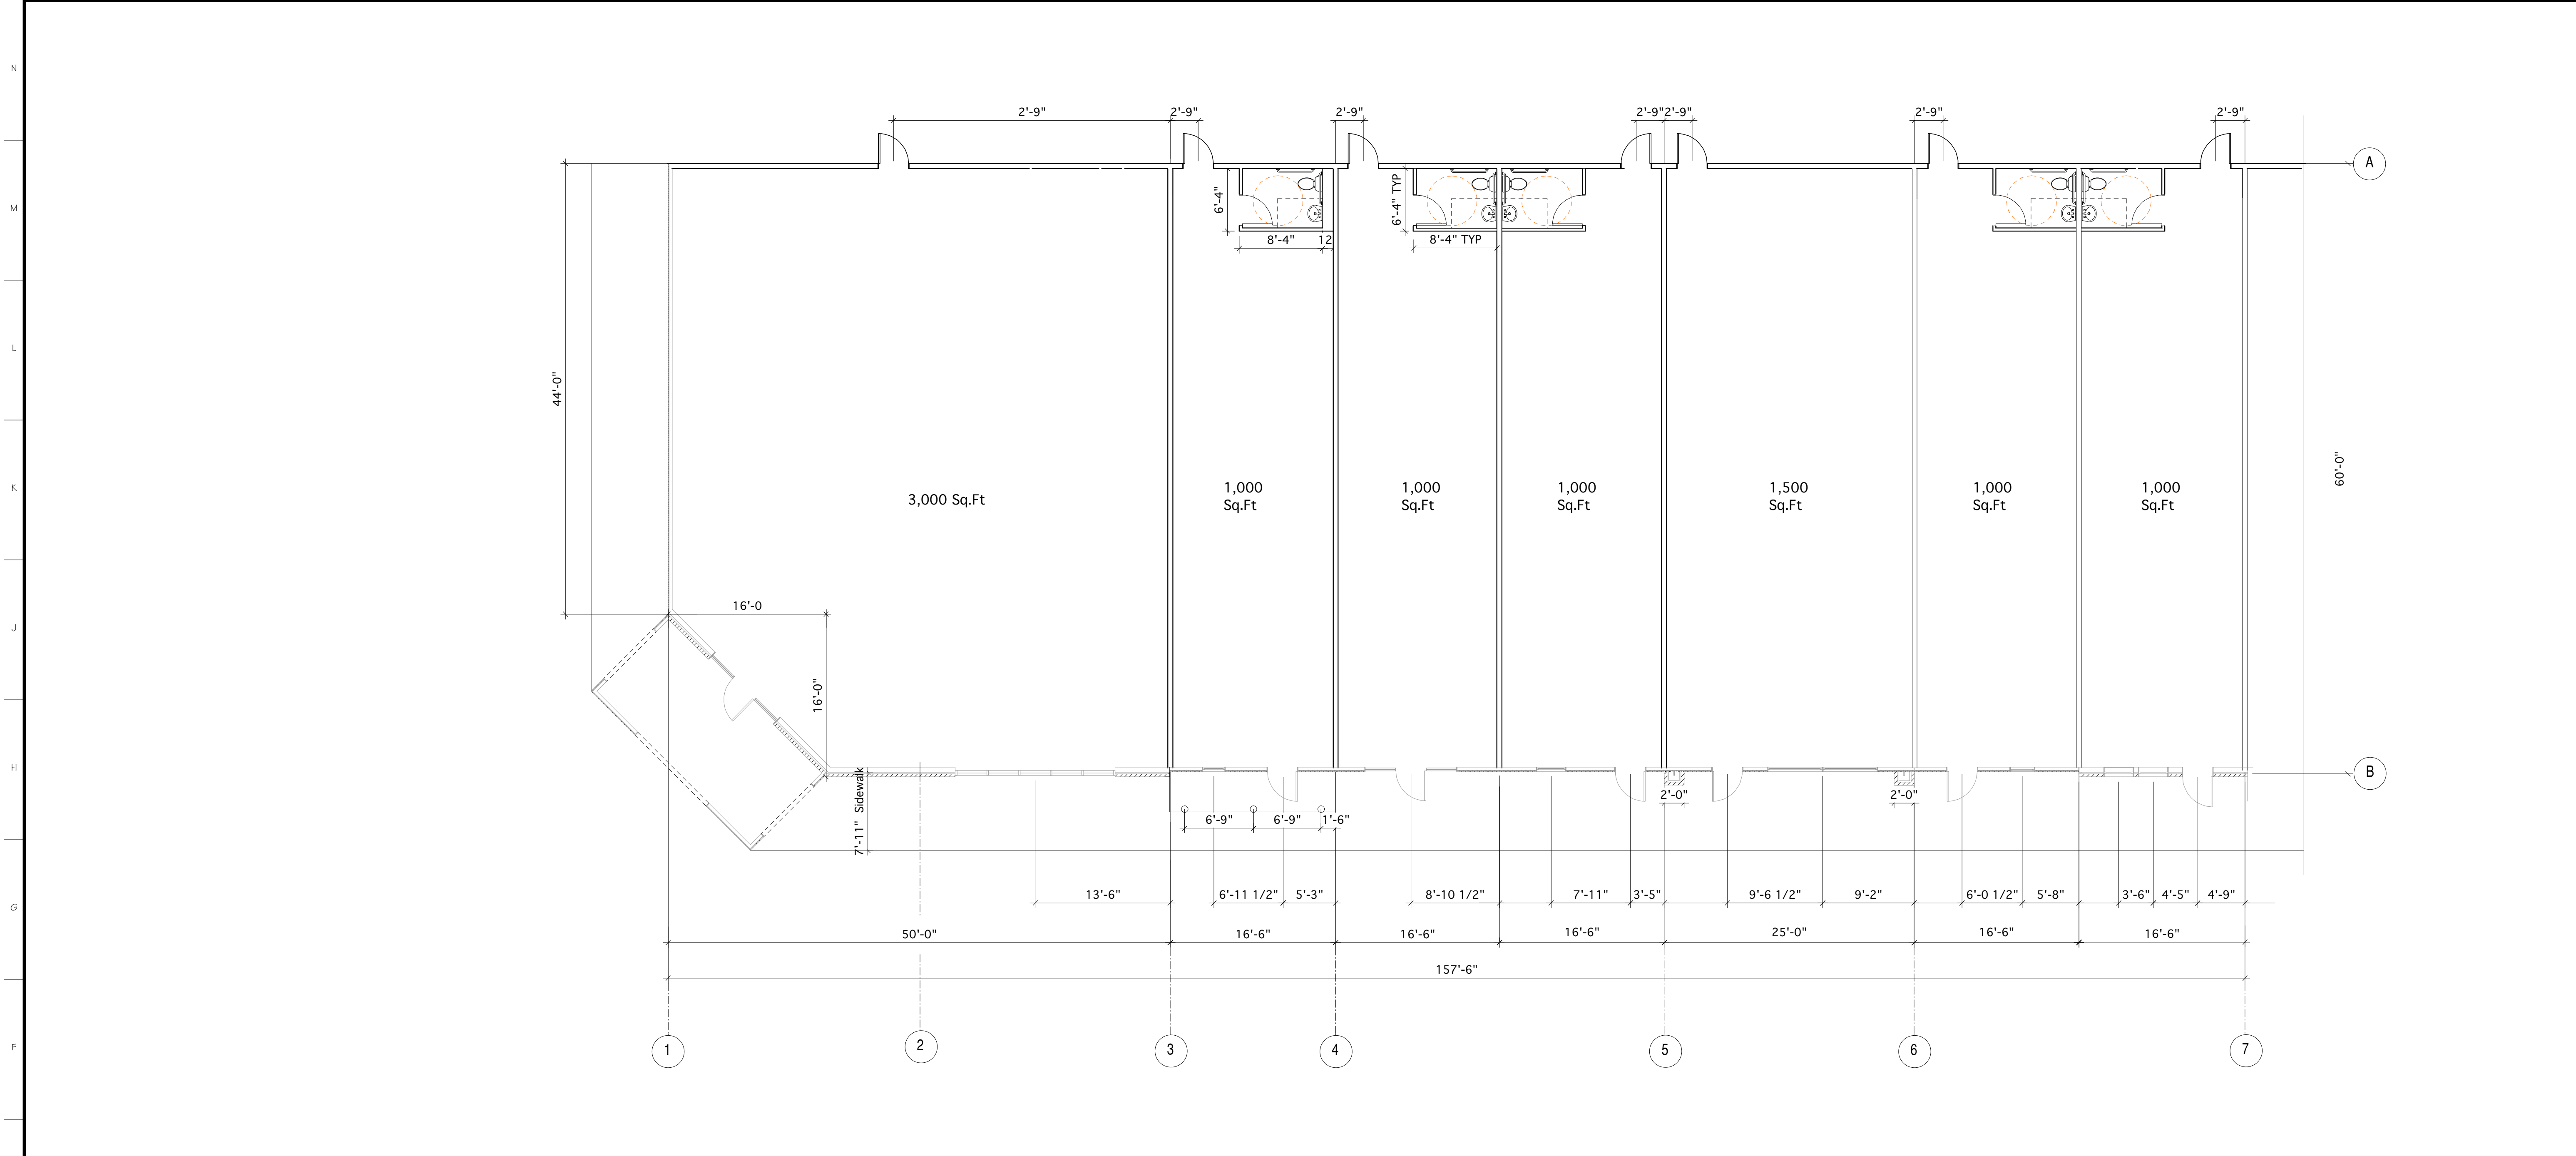 N
M
L
K
J
H
G
F
2'-9"
2'-9"
2'-9"
2'-9"
2'-9"
2'-9"
2'-9"
A
6'-4"
6'-4" TYP
8'-4"
12
8'-4" TYP
44'-0"
60'-0"
3,000 Sq.Ft
1,000
Sq.Ft
1,000
Sq.Ft
1,000
Sq.Ft
1,500
Sq.Ft
1,000
Sq.Ft
1,000
Sq.Ft
16'-0
16'-0"
7'-11" Sidewalk
B
2'-0"
2'-0"
6'-9"
6'-9"
1'-6"
13'-6"
6'-11 1/2"
5'-3"
8'-10 1/2"
7'-11"
3'-5"
9'-6 1/2"
9'-2"
6'-0 1/2"
5'-8"
3'-6"
4'-5"
4'-9"
50'-0"
16'-6"
16'-6"
16'-6"
25'-0"
16'-6"
16'-6"
157'-6"
1
2
3
4
5
6
7